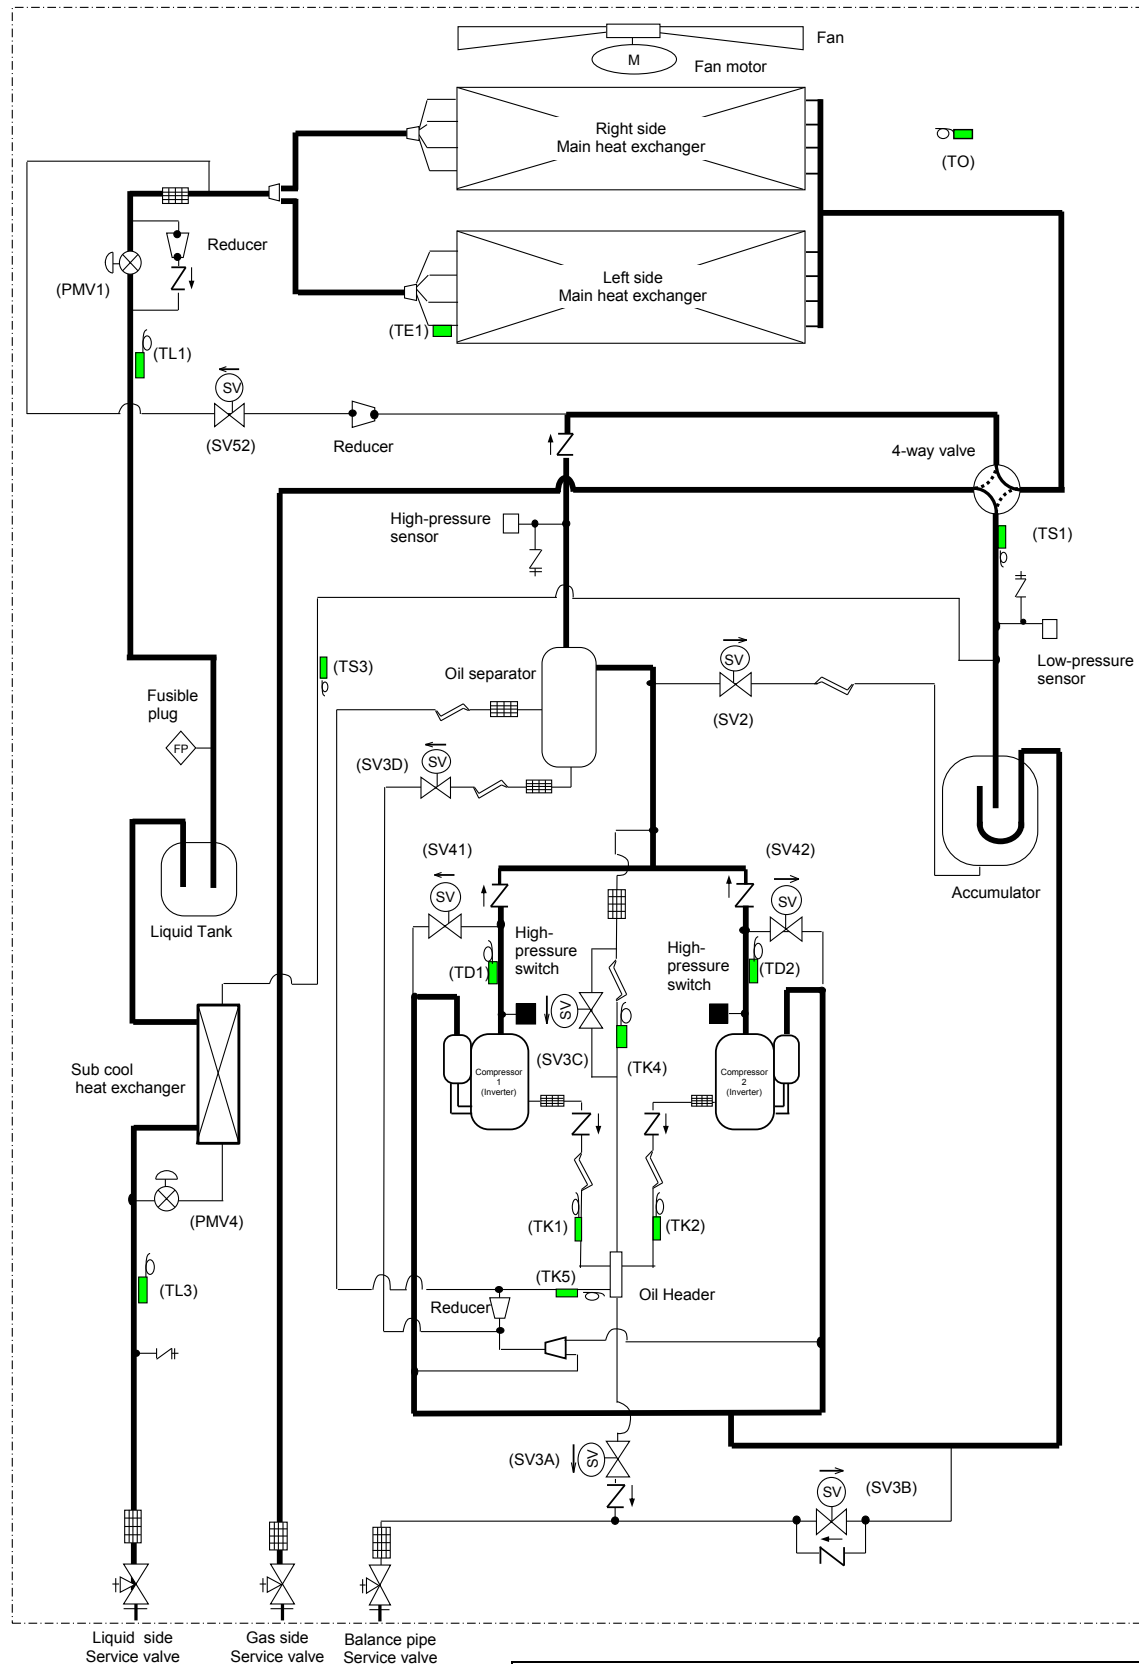 Fan
M
Fan motor
Right side
Main heat exchanger
(TO)
Reducer
(PMV1)
Left side
Main heat exchanger
(TE1)
(TL1)
SV
(SV52)
Reducer
4-way valve
High-pressure
sensor
(TS1)
Oil separator
(TS3)
SV
(SV2)
Low-pressure
sensor
Fusible
plug
FP
(SV3D)
SV
(SV41)
SV
(SV42)
SV
Accumulator
Liquid Tank
High-
pressure
switch
High-
pressure
switch
(TD1)
(TD2)
SV
(SV3C)
(TK4)
Sub cool
heat exchanger
Compressor
1
(Inverter)
Compressor
2
(Inverter)
(PMV4)
(TK1)
(TK2)
(TL3)
(TK5)
Reducer
Oil Header
(SV3A)
SV
SV
(SV3B)
Liquid side
Service valve
Gas side
Service valve
Balance pipe
Service valve